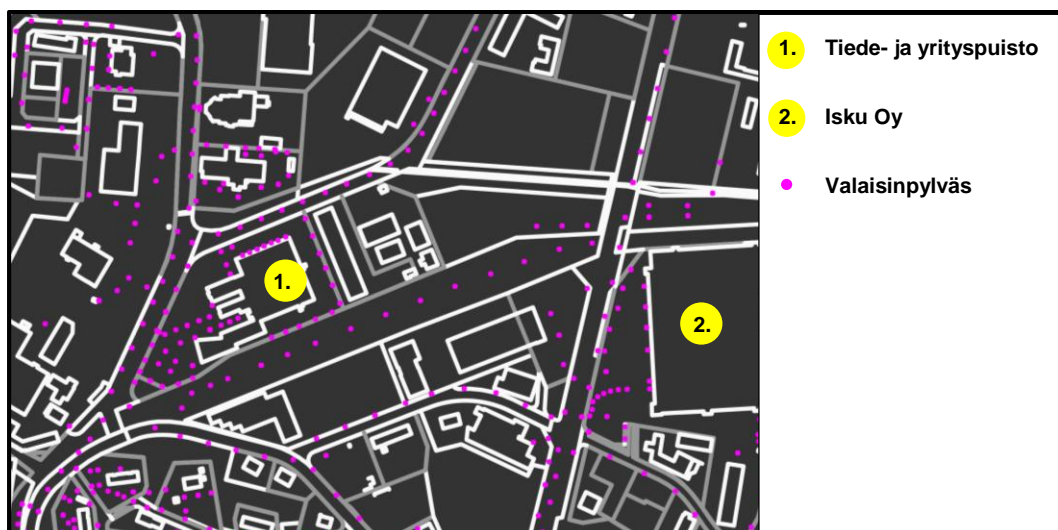 1. Tiede- ja yrityspuisto
2. Isku Oy
Valaisinpylväs
1.
2.